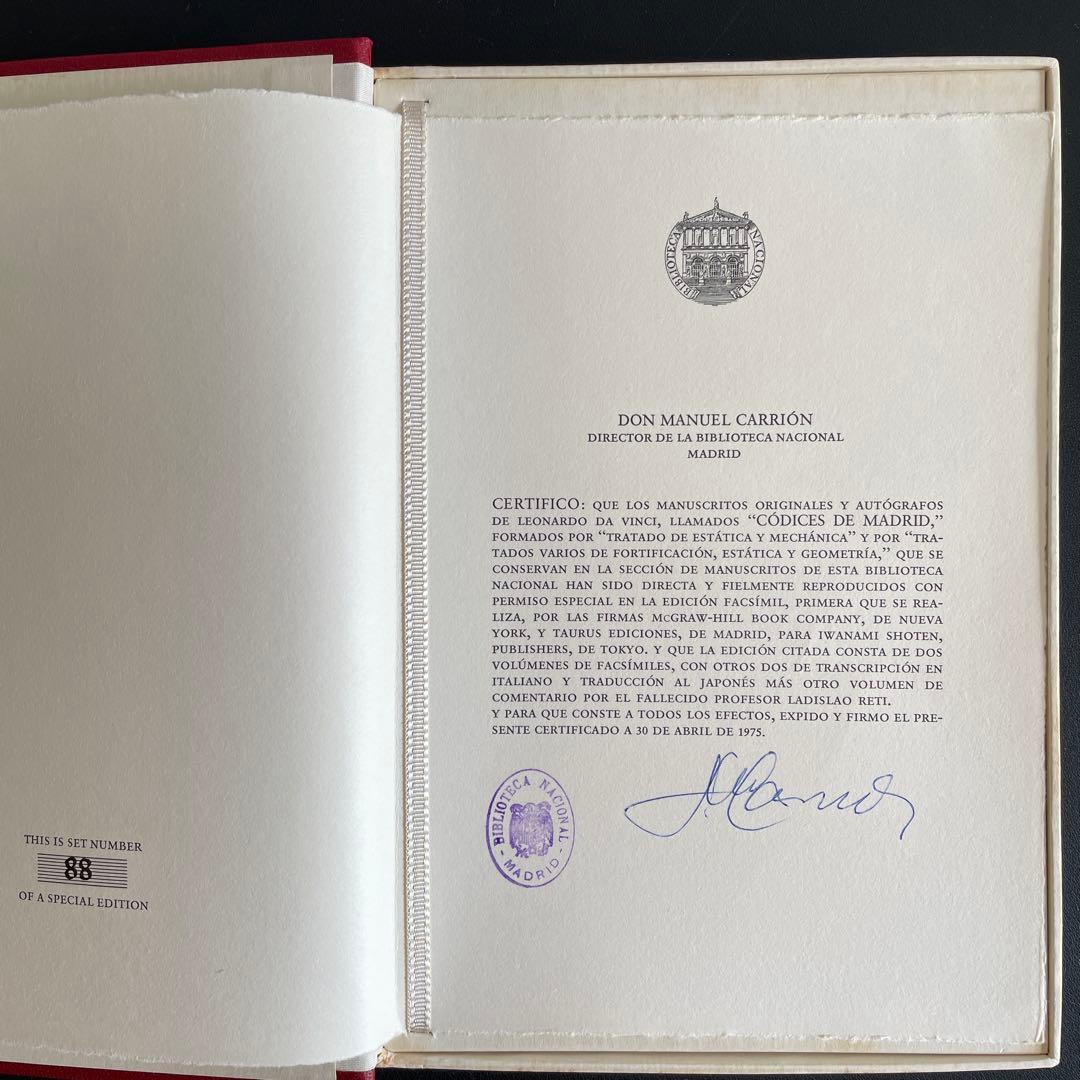 THIS IS SET NUMBER
88
OF A SPECIAL EDITION
BIBLIOTECA NACIONAL
DON MANUEL CARRIÓN
DIRECTOR DE LA BIBLIOTECA NACIONAL
MADRID
CERTIFICO: QUE LOS MANUSCRITOS ORIGINALES Y AUTÓGRAFOS
DE LEONARDO DA VINCI, LLAMADOS “CÓDICES DE MADRID,”
FORMADOS POR “TRATADO DE ESTÁTICA Y MECHÁNICA” Y POR “TRA-
TADOS VARIOS DE FORTIFICACIÓN, ESTÁTICA Y GEOMETRÍA,” QUE SE
CONSERVAN EN LA SECCIÓN DE MANUSCRITOS DE ESTA BIBLIOTECA
NACIONAL HAN SIDO DIRECTA Y FIELMENTE REPRODUCIDOS CON
PERMISO ESPECIAL EN LA EDICIÓN FACSÍMIL, PRIMERA QUE SE REA-
LIZA, POR LAS FIRMAS McGRAW-HILL BOOK COMPANY, DE NUEVA
YORK, Y TAURUS EDICIONES, DE MADRID, PARA IWANAMI SHOTEN,
PUBLISHERS, DE TOKYO. Y QUE LA EDICIÓN CITADA CONSTA DE DOS
VOLÚMENES DE FACSÍMILES, CON OTROS DOS DE TRANSCRIPCIÓN EN
ITALIANO Y TRADUCCIÓN AL JAPONÉS MÁS OTRO VOLUMEN DE
COMENTARIO POR EL FALLECIDO PROFESOR LADISLAO RETI.
Y PARA QUE CONSTE A TODOS LOS EFECTOS, EXPIDO Y FIRMO EL PRE-
SENTE CERTIFICADO A 30 DE ABRIL DE 1975.
BIBLIOTECA NACIONAL
- MADRID -